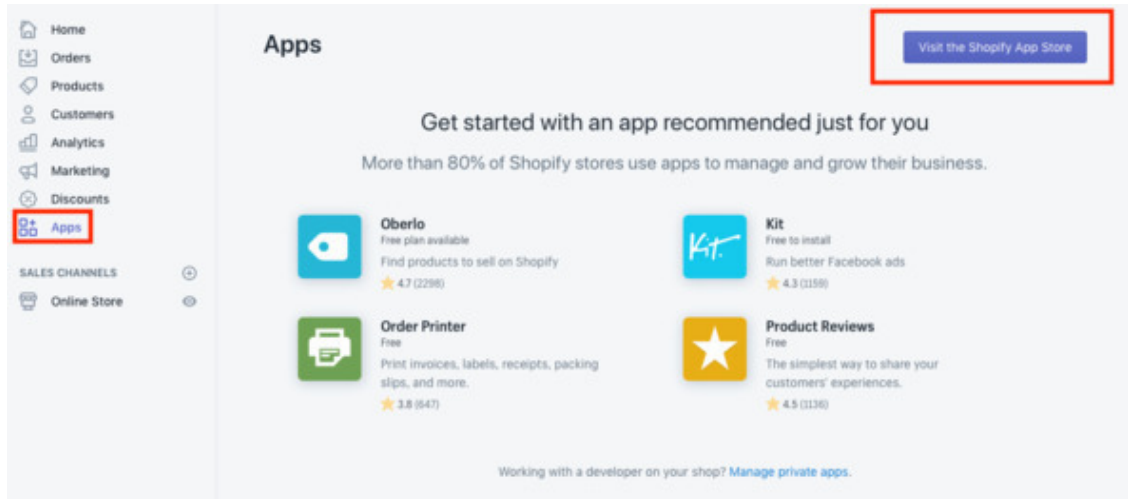 Home
Orders
Products
Customers
Analytics
Marketing
Discounts
Apps
SALES CHANNELS
Online Store
Apps
Visit the Shopify App Store
Get started with an app recommended just for you
More than 80% of Shopify stores use apps to manage and grow their business.
Oberlo
Free plan available
Find products to sell on Shopify
4.7 (2298)
Kit.
Kit
Free to install
Run better Facebook ads
4.3 (1159)
Order Printer
Free
Print invoices, labels, receipts, packing
slips, and more.
3.8 (647)
Product Reviews
Free
The simplest way to share your
customers' experiences.
4.5 (1136)
Working with a developer on your shop? Manage private apps.